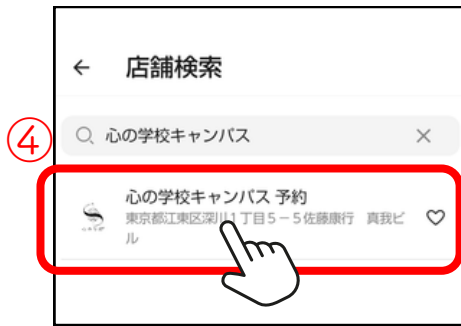 ← 店舗検索
④
心の学校キャンパス ×
心の学校キャンパス 予約
東京都江東区深川1丁目5－5佐藤康行　真我ビ
ル